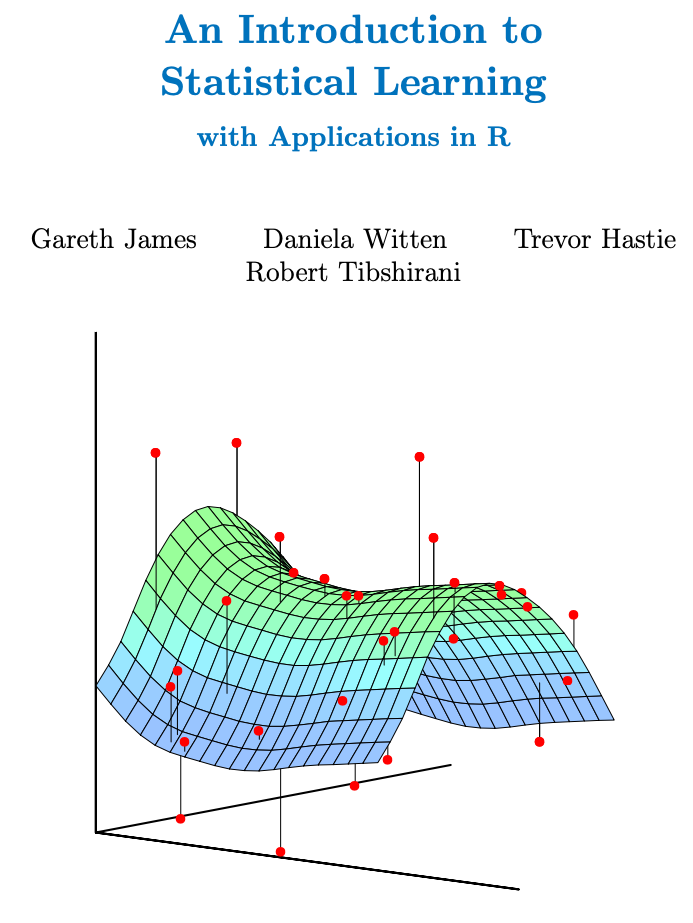 An Introduction to
Statistical Learning
with Applications in R
Gareth James Daniela Witten Trevor Hastie
Robert Tibshirani